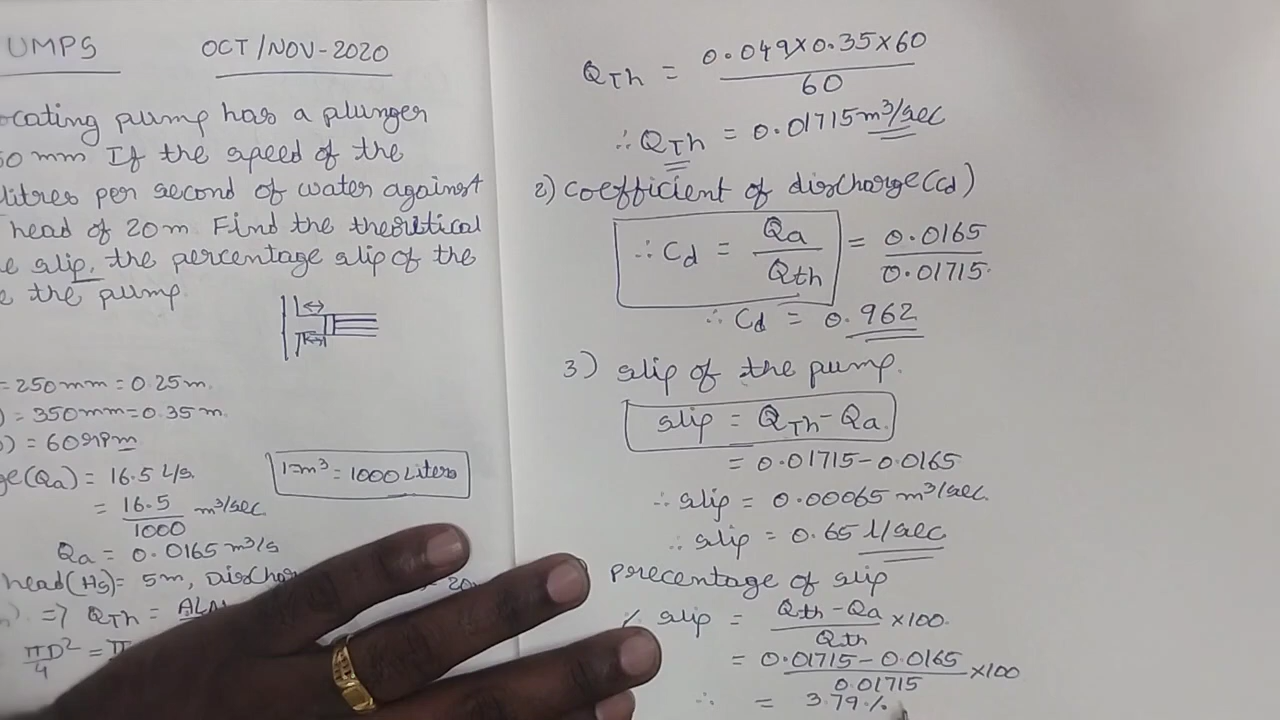 UMPS OCT/NOV-2020
ocating pump has a plunger
50 mm If the speed of the
litres per second of water against
head of 20m Find the theoritical
e slip, the percentage slip of the
e the pump
= 250mm = 0.25m.
) = 350mm = 0.35m.
) = 60rpm
ge(Qa) = 16.5 L/s.
= 16.5/1000 m³/sec.
1=m³ = 1000 Liters
Qa = 0.0165 m³/s
head(Hs) = 5m, Dischar 20
) => QTh = ALN
πD²/4 = π
QTh = 0.049×0.35×60/60
∴ QTh = 0.01715 m³/sec
2) Coefficient of discharge(Cd)
∴ Cd = Qa/Qth = 0.0165/0.01715.
∴ Cd = 0.962
3) slip of the pump.
slip = QTh - Qa.
= 0.01715 - 0.0165
∴ slip = 0.00065 m³/sec.
∴ slip = 0.65 l/sec
precentage of slip
% slip = Qth - Qa/Qth ×100.
= 0.01715 - 0.0165/0.01715 ×100
∴ = 3.79.%